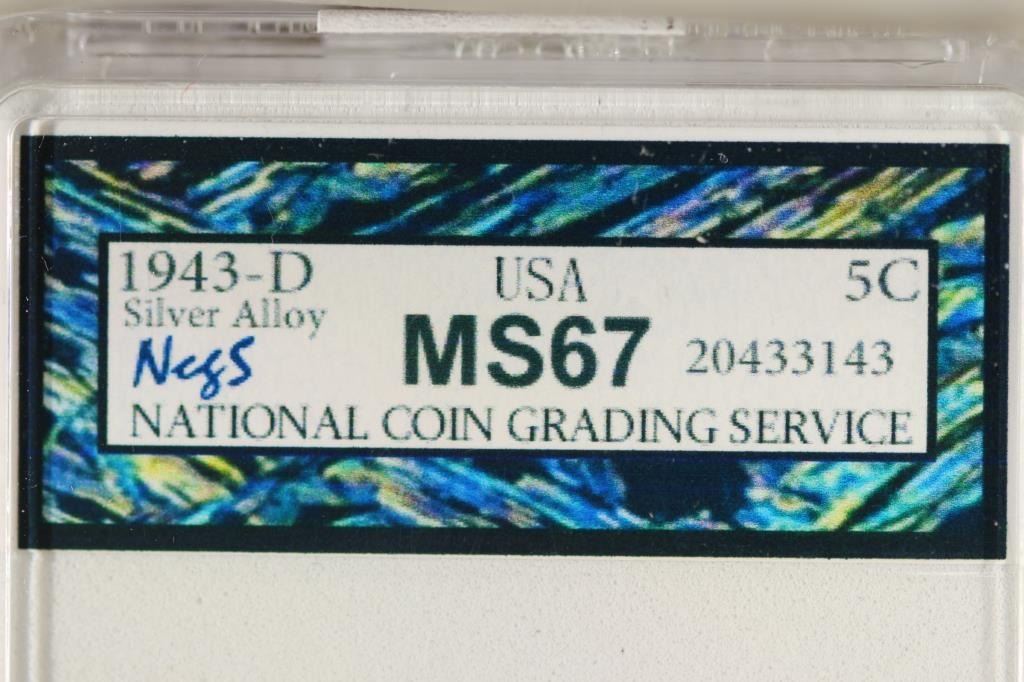 1943-D USA 5C
Silver Alloy
NcgS MS67 20433143
NATIONAL COIN GRADING SERVICE